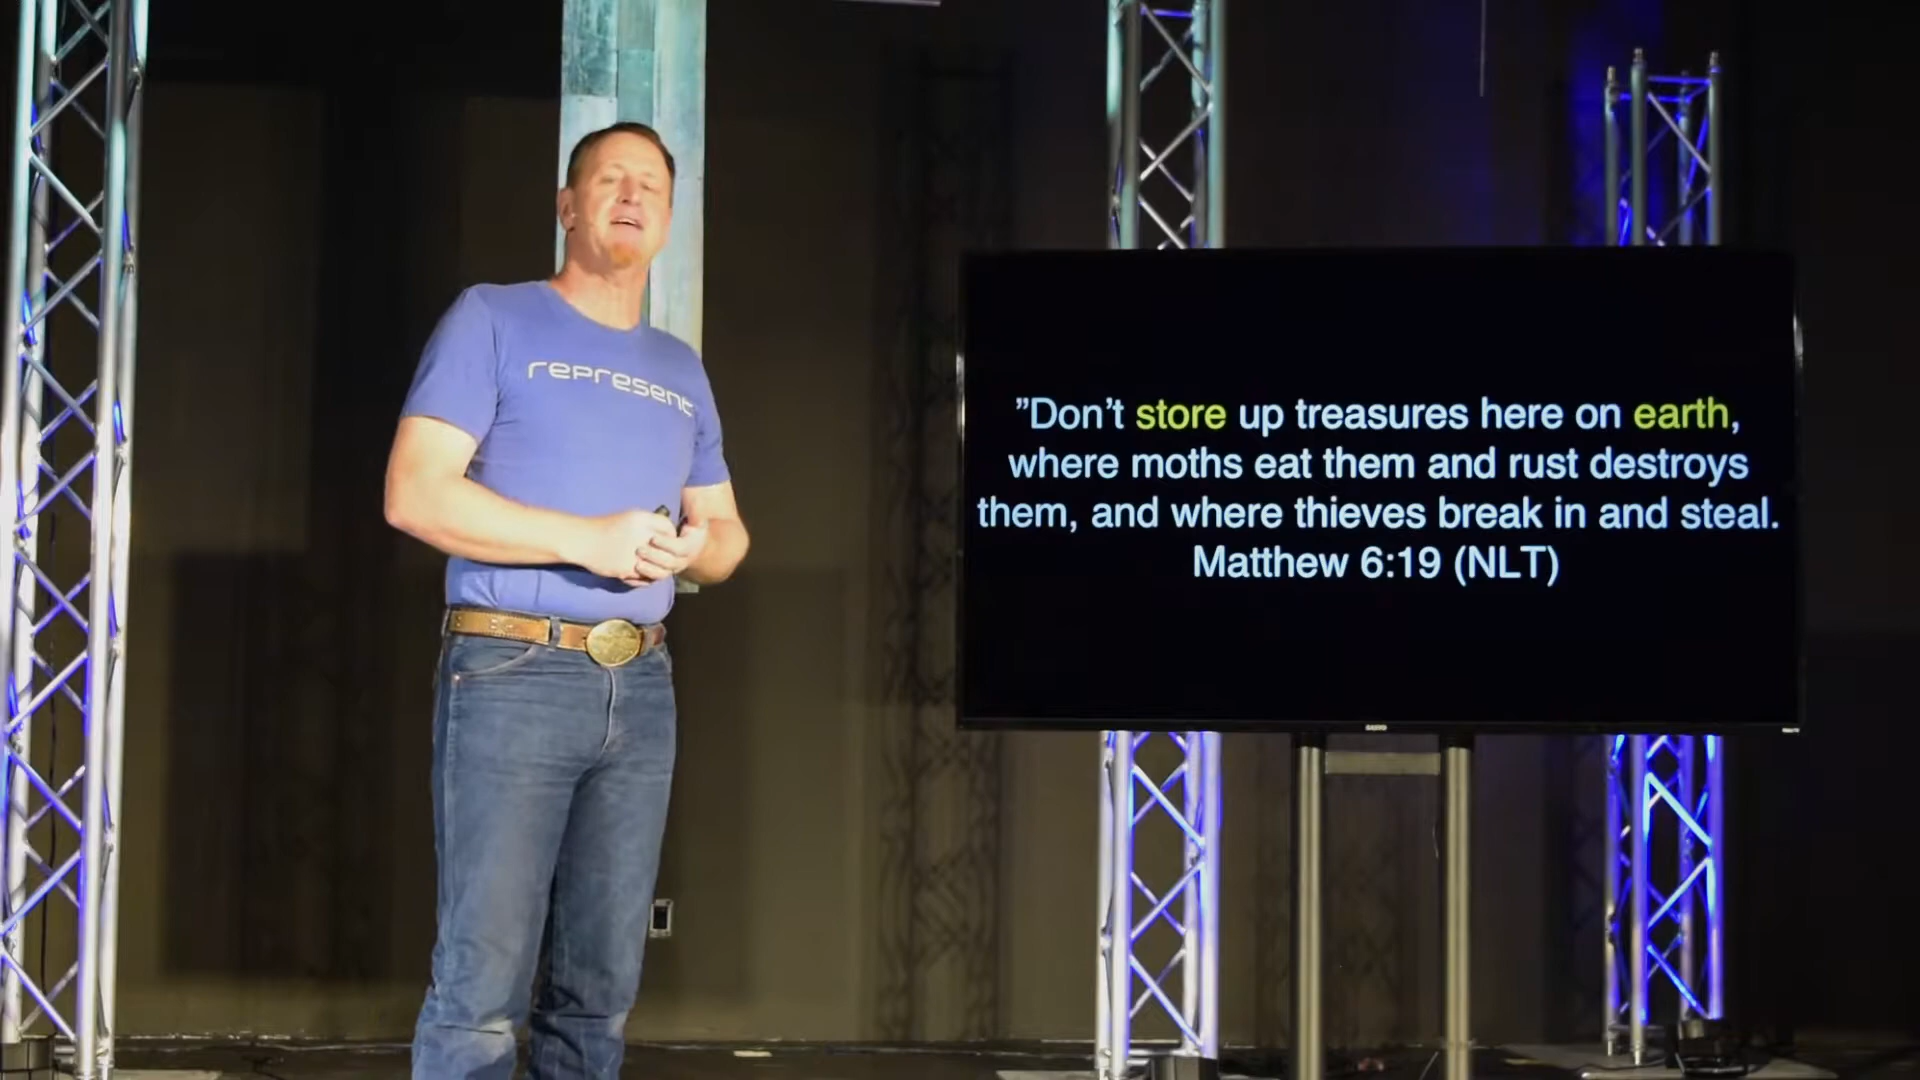 represent
”Don’t store up treasures here on earth,
where moths eat them and rust destroys
them, and where thieves break in and steal.
Matthew 6:19 (NLT)
SANYO